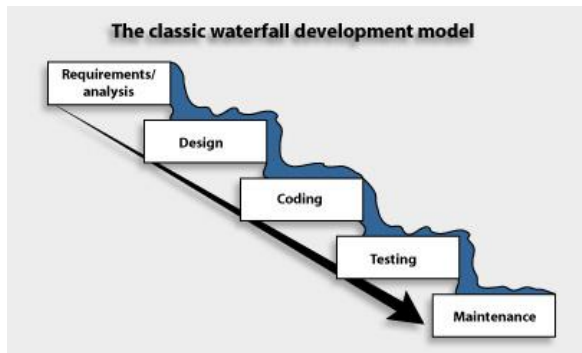 The classic waterfall development model
Requirements/
analysis
Design
Coding
Testing
Maintenance